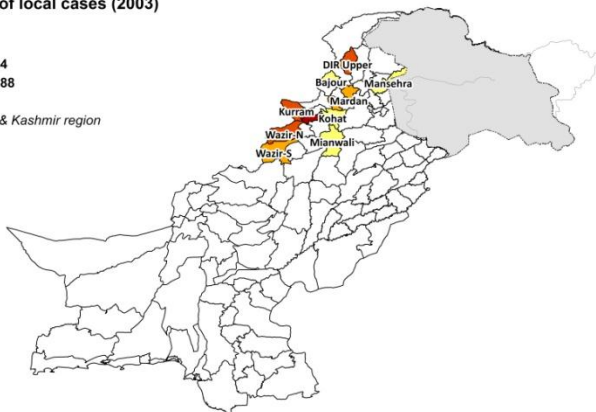 of local cases (2003)
4
88
& Kashmir region
DIR Upper
Bajour
Mansehra
Mardan
Kurram
Kohat
Wazir-N
Mianwali
Wazir-S